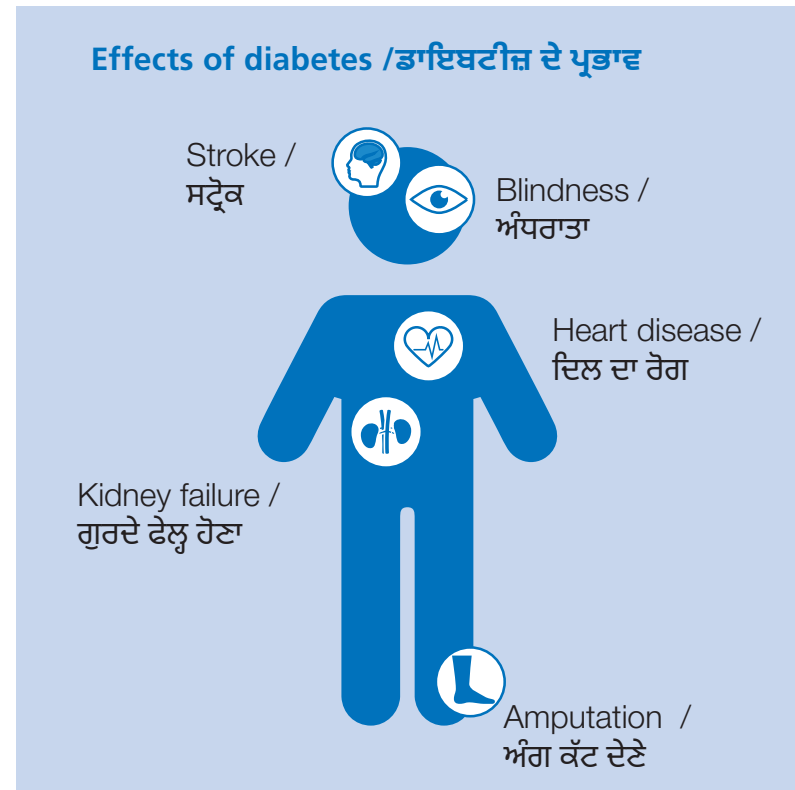 Effects of diabetes /ਡਾਇਬਟੀਜ਼ ਦੇ ਪ੍ਰਭਾਵ
Stroke /
ਸਟ੍ਰੋਕ
Blindness /
ਅੰਧਰਾਤਾ
Heart disease /
ਦਿਲ ਦਾ ਰੋਗ
Kidney failure /
ਗੁਰਦੇ ਫੇਲ੍ਹ ਹੋਣਾ
Amputation /
ਅੰਗ ਕੱਟ ਦੇਣੇ